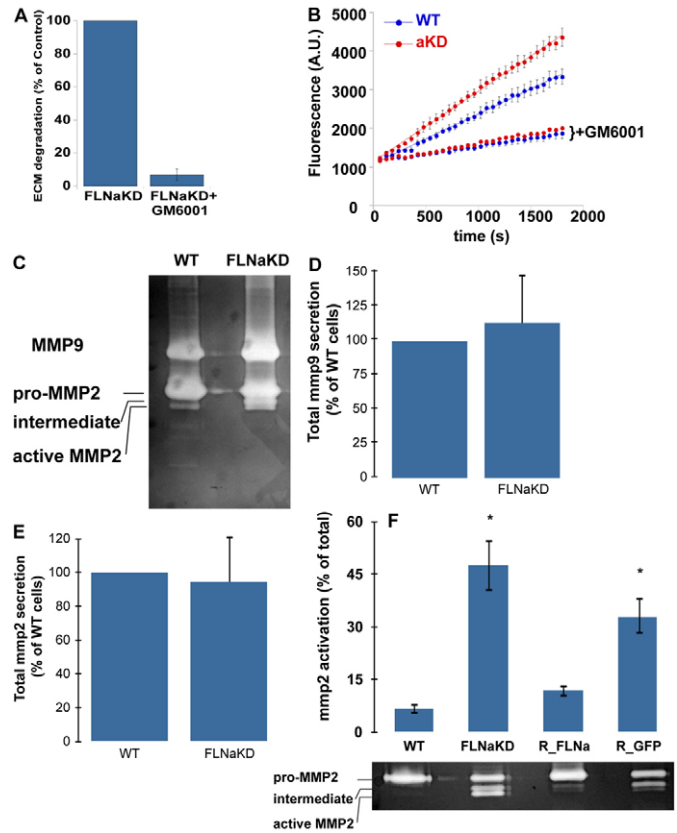 A
ECM degradation (% of Control)
100
80
60
40
20
0
FLNaKD
FLNaKD+
GM6001
B
Fluorescence (A.U.)
5000
4000
3000
2000
1000
0
WT
aKD
}+GM6001
0
500
1000
1500
2000
time (s)
C
WT
FLNaKD
MMP9
pro-MMP2
intermediate
active MMP2
D
Total mmp9 secretion
(% of WT cells)
150
125
100
75
50
25
0
WT
FLNaKD
E
Total mmp2 secretion
(% of WT cells)
120
100
80
60
40
20
0
WT
FLNaKD
F
mmp2 activation (% of total)
60
45
30
15
0
*
*
WT
FLNaKD
R_FLNa
R_GFP
pro-MMP2
intermediate
active MMP2